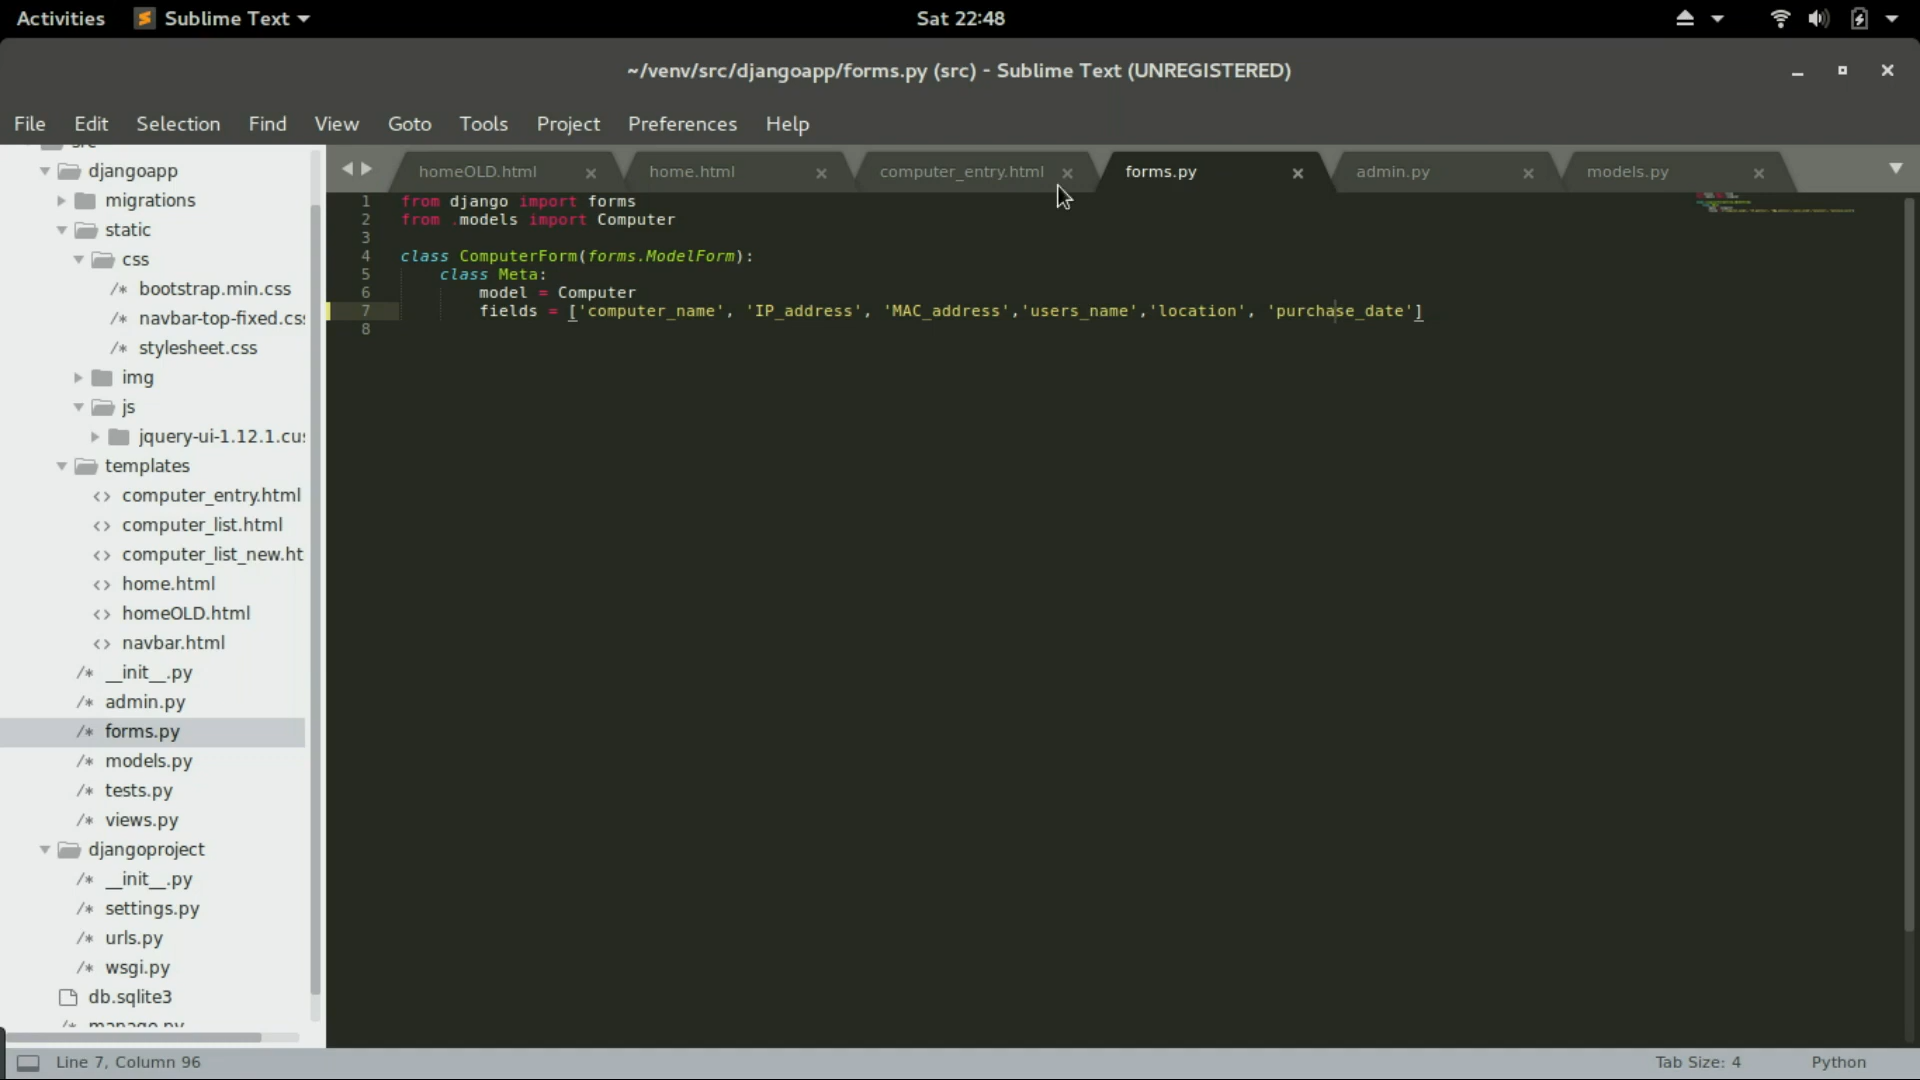 Activities Sublime Text Sat 22:48
~/venv/src/djangoapp/forms.py (src) - Sublime Text (UNREGISTERED)
File Edit Selection Find View Goto Tools Project Preferences Help
homeOLD.html home.html computer_entry.html forms.py admin.py models.py
src
djangoapp
migrations
static
css
bootstrap.min.css
navbar-top-fixed.cs
stylesheet.css
img
js
jquery-ui-1.12.1.cu
templates
computer_entry.html
computer_list.html
computer_list_new.ht
home.html
homeOLD.html
navbar.html
/* __init__.py
/* admin.py
/* forms.py
/* models.py
/* tests.py
/* views.py
djangoproject
/* __init__.py
/* settings.py
/* urls.py
/* wsgi.py
db.sqlite3
/* manage.py
1 from django import forms
2 from .models import Computer
3
4 class ComputerForm(forms.ModelForm):
5 class Meta:
6 model = Computer
7 fields = ['computer_name', 'IP_address', 'MAC_address','users_name','location', 'purchase_date']
8
Line 7, Column 96 Tab Size: 4 Python